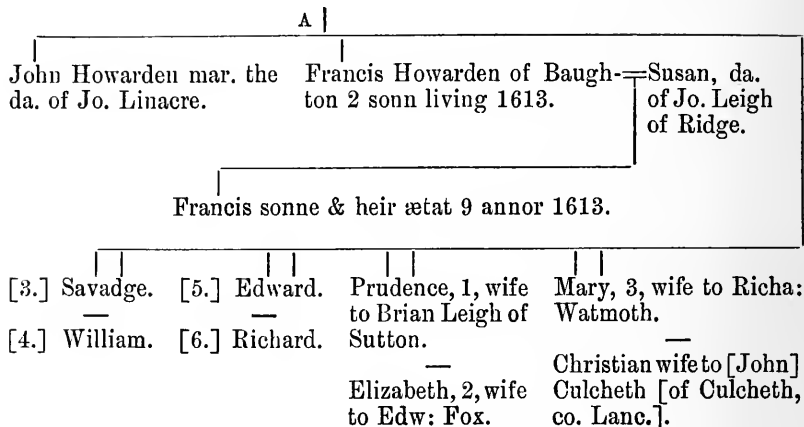 A
John Howarden mar. the
da. of Jo. Linacre.
Francis Howarden of Baugh-
ton 2 sonn living 1613.
Susan, da.
of Jo. Leigh
of Ridge.
Francis sonne & heir ætat 9 annor 1613.
[3.] Savadge.
[4.] William.
[5.] Edward.
[6.] Richard.
Prudence, 1, wife
to Brian Leigh of
Sutton.
Elizabeth, 2, wife
to Edw: Fox.
Mary, 3, wife to Richa:
Watmoth.
Christian wife to [John]
Culcheth [of Culcheth,
co. Lanc.].